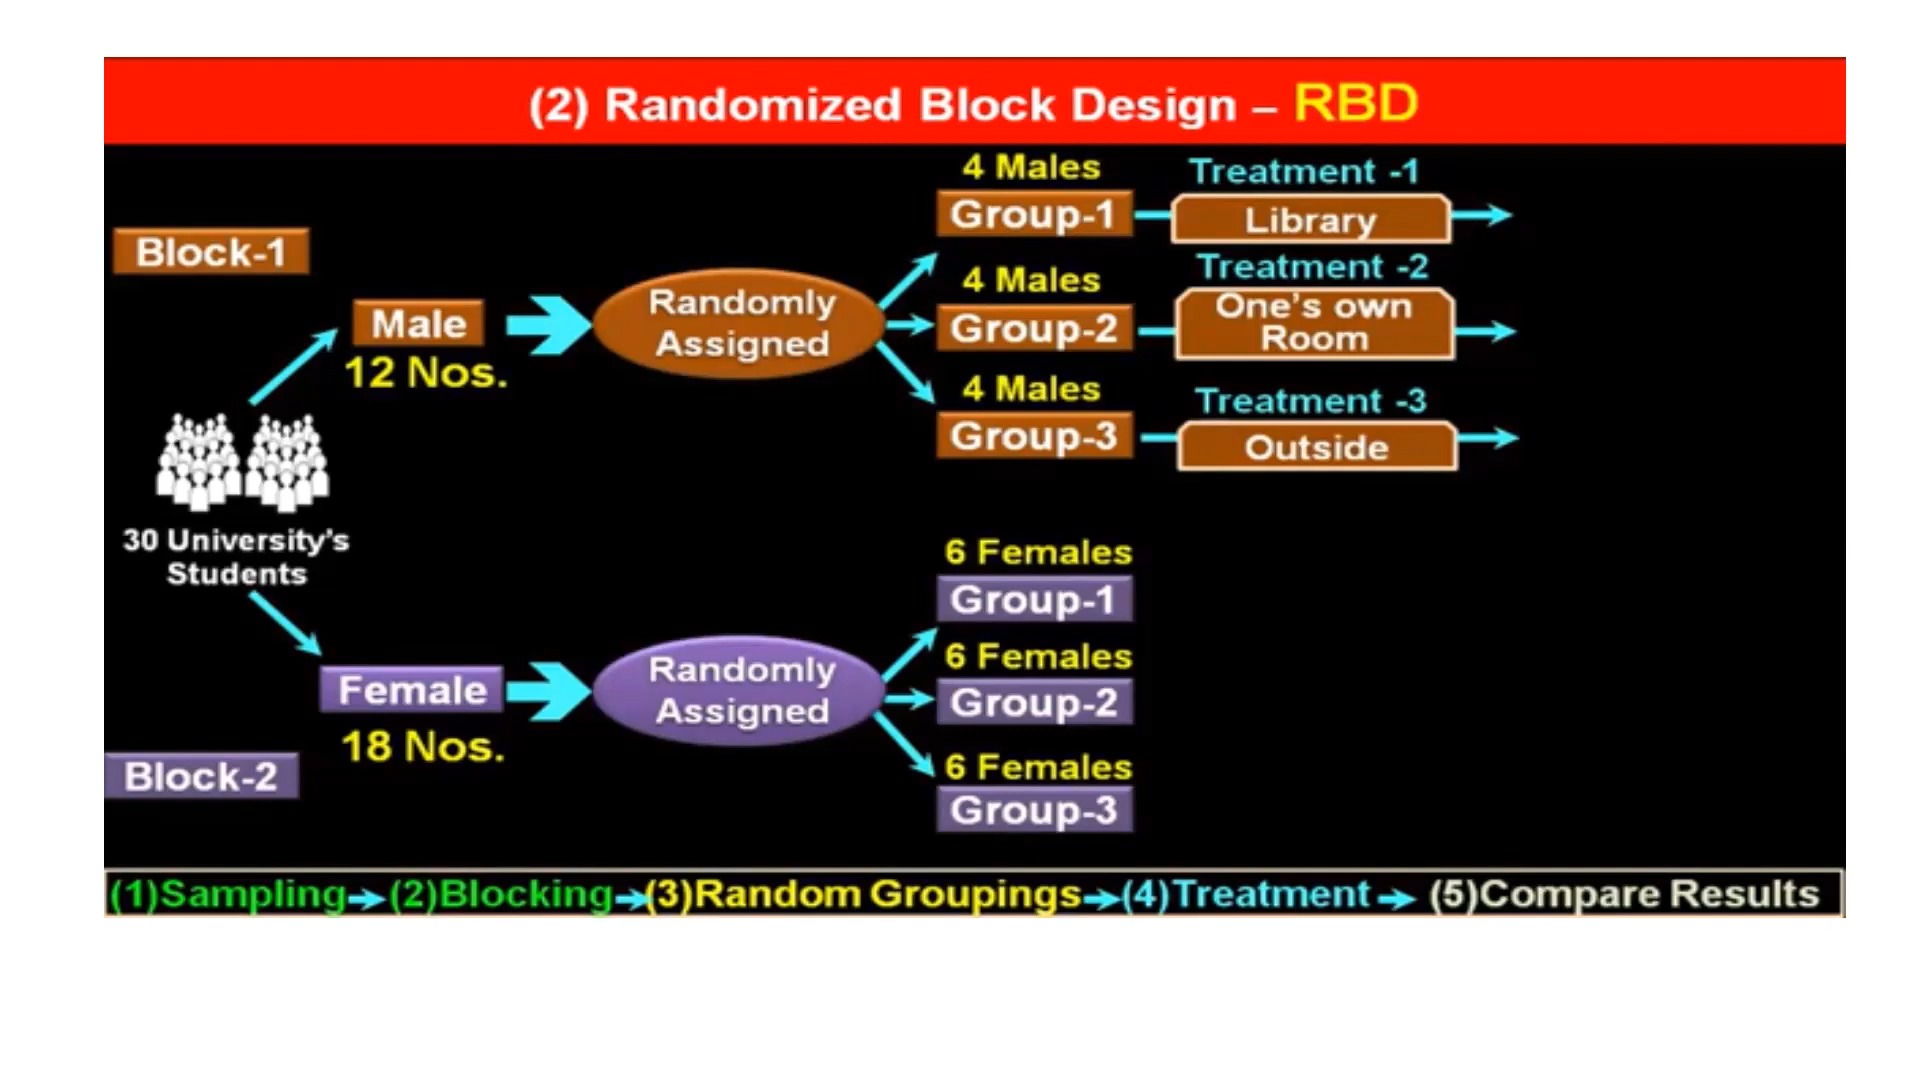 (2) Randomized Block Design – RBD
Block-1
Male
12 Nos.
Randomly
Assigned
4 Males
Group-1
Treatment -1
Library
4 Males
Group-2
Treatment -2
One's own
Room
4 Males
Group-3
Treatment -3
Outside
30 University's
Students
Female
18 Nos.
Block-2
Randomly
Assigned
6 Females
Group-1
6 Females
Group-2
6 Females
Group-3
(1)Sampling (2)Blocking (3)Random Groupings (4)Treatment (5)Compare Results